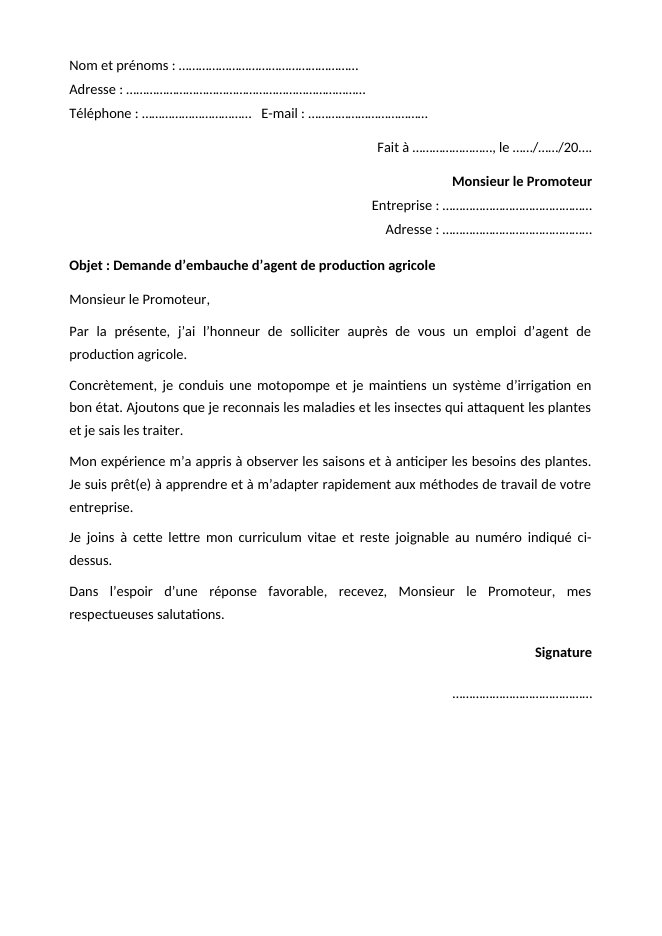 Nom et prénoms : ……………………………………………….
Adresse : ………………………………………………………………
Téléphone : ……………………………  E-mail : ………………………………
Fait à ……………………, le ……/……/20….
Monsieur le Promoteur
Entreprise : ………………………………………
Adresse : ………………………………………
Objet : Demande d’embauche d’agent de production agricole
Monsieur le Promoteur,
Par la présente, j’ai l’honneur de solliciter auprès de vous un emploi d’agent de
production agricole.
Concrètement, je conduis une motopompe et je maintiens un système d’irrigation en
bon état. Ajoutons que je reconnais les maladies et les insectes qui attaquent les plantes
et je sais les traiter.
Mon expérience m’a appris à observer les saisons et à anticiper les besoins des plantes.
Je suis prêt(e) à apprendre et à m’adapter rapidement aux méthodes de travail de votre
entreprise.
Je joins à cette lettre mon curriculum vitae et reste joignable au numéro indiqué ci-
dessus.
Dans l’espoir d’une réponse favorable, recevez, Monsieur le Promoteur, mes
respectueuses salutations.
Signature
……………………………………